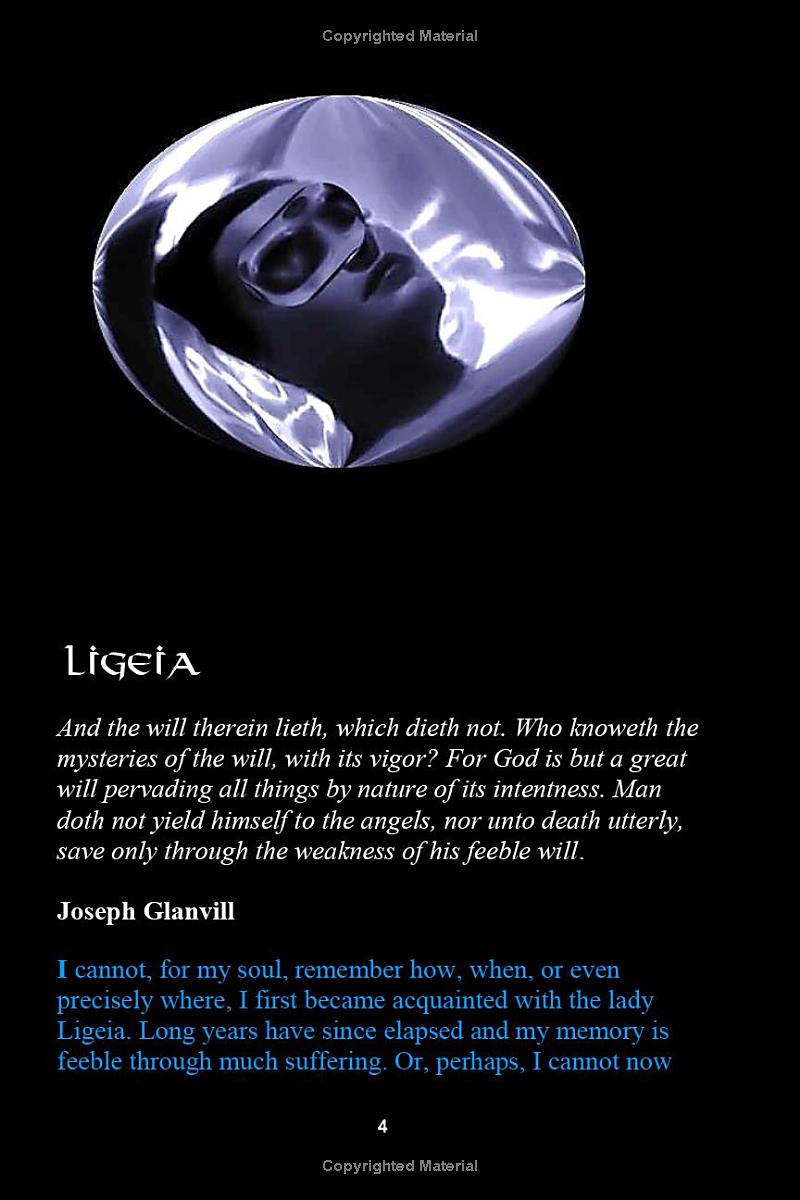 Copyrighted Material
Ligeia
And the will therein lieth, which dieth not. Who knoweth the
mysteries of the will, with its vigor? For God is but a great
will pervading all things by nature of its intentness. Man
doth not yield himself to the angels, nor unto death utterly,
save only through the weakness of his feeble will.
Joseph Glanvill
I cannot, for my soul, remember how, when, or even
precisely where, I first became acquainted with the lady
Ligeia. Long years have since elapsed and my memory is
feeble through much suffering. Or, perhaps, I cannot now
4
Copyrighted Material